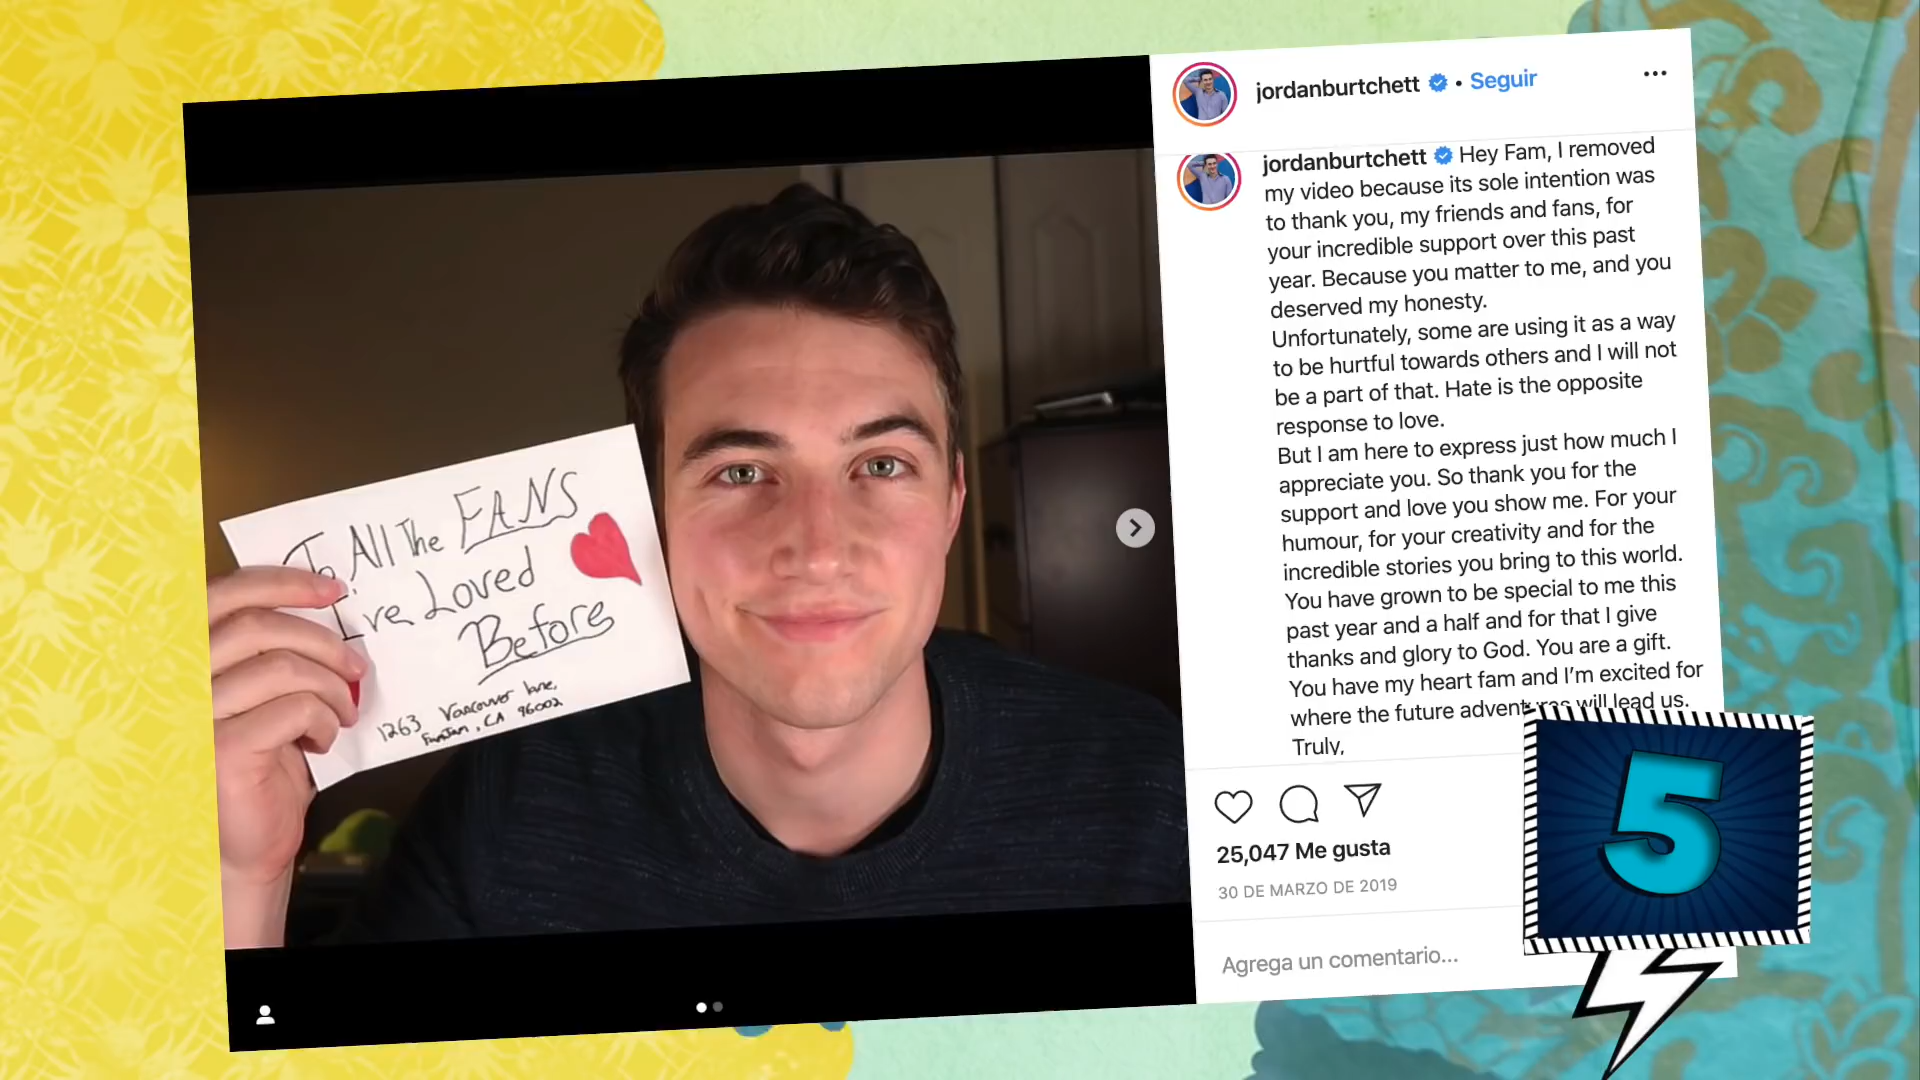 To All The FANS
I've Loved
Before
1263 Vancouver lane,
, CA 96002
jordanburtchett • Seguir
jordanburtchett Hey Fam, I removed
my video because its sole intention was
to thank you, my friends and fans, for
your incredible support over this past
year. Because you matter to me, and you
deserved my honesty.
Unfortunately, some are using it as a way
to be hurtful towards others and I will not
be a part of that. Hate is the opposite
response to love.
But I am here to express just how much I
appreciate you. So thank you for the
support and love you show me. For your
humour, for your creativity and for the
incredible stories you bring to this world.
You have grown to be special to me this
past year and a half and for that I give
thanks and glory to God. You are a gift.
You have my heart fam and I'm excited for
where the future adventures will lead us.
Truly,
25,047 Me gusta
30 DE MARZO DE 2019
Agrega un comentario...
5